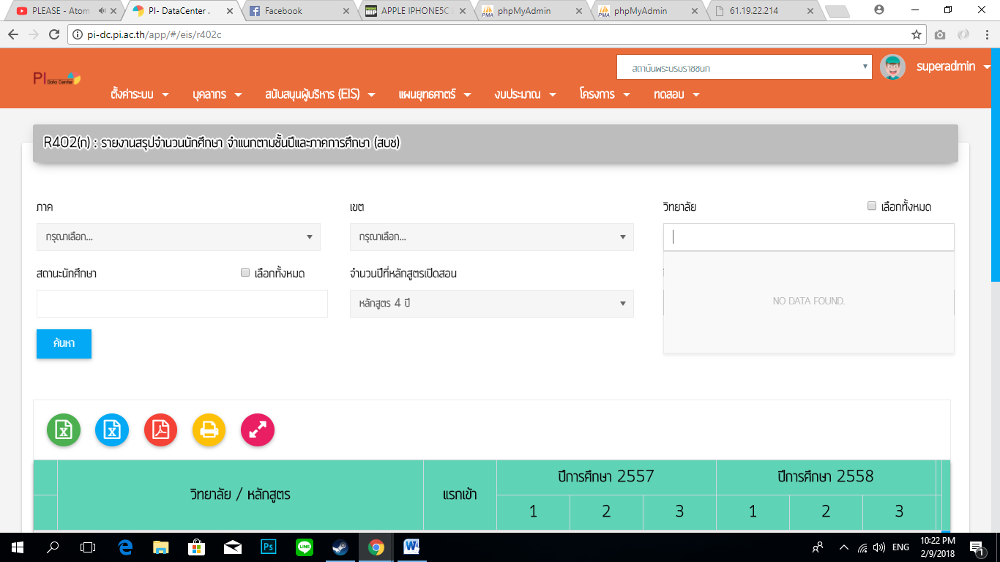 PLEASE - Atom
PI- DataCenter .
Facebook
APPLE IPHONE5C
phpMyAdmin
phpMyAdmin
61.19.22.214
pi-dc.pi.ac.th/app/#/eis/r402c
PI Data Center
สถาบันพระบรมราชชนก
superadmin
ตั้งค่าระบบ บุคลากร สนับสนุนผู้บริหาร (EIS) แผนยุทธศาตร์ งบประมาณ โครงการ ทดสอบ
R402(ก) : รายงานสรุปจำนวนนักศึกษา จำแนกตามชั้นปีและภาคการศึกษา (สบช)
ภาค เขต วิทยาลัย เลือกทั้งหมด
กรุณาเลือก... กรุณาเลือก...
สถานะนักศึกษา เลือกทั้งหมด จำนวนปีที่หลักสูตรเปิดสอน
หลักสูตร 4 ปี
NO DATA FOUND.
ค้นหา
วิทยาลัย / หลักสูตร แรกเข้า ปีการศึกษา 2557 ปีการศึกษา 2558
1 2 3 1 2 3
ENG
10:22 PM
2/9/2018
1